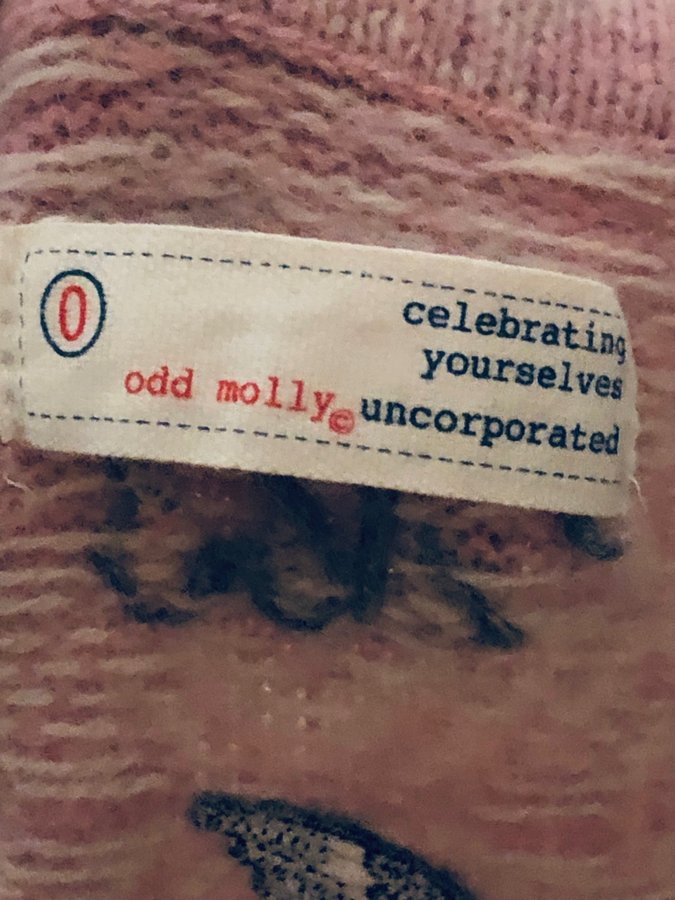 0
celebrating
yourselves
odd molly© uncorporated